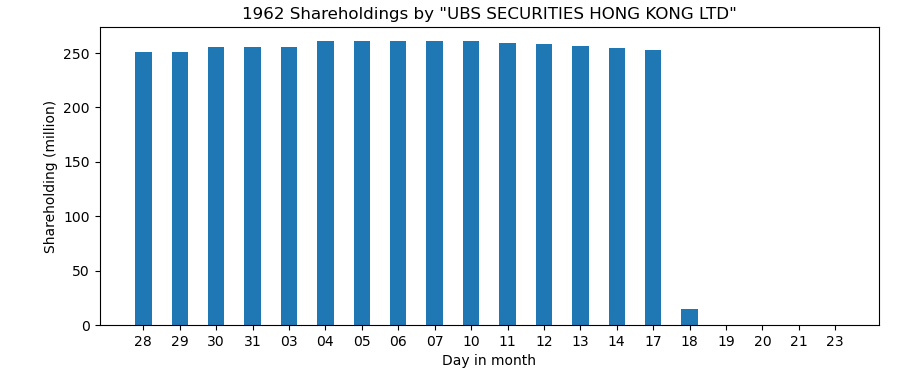 1962 Shareholdings by "UBS SECURITIES HONG KONG LTD"
Shareholding (million)
250
200
150
100
50
0
28 29 30 31 03 04 05 06 07 10 11 12 13 14 17 18 19 20 21 23
Day in month